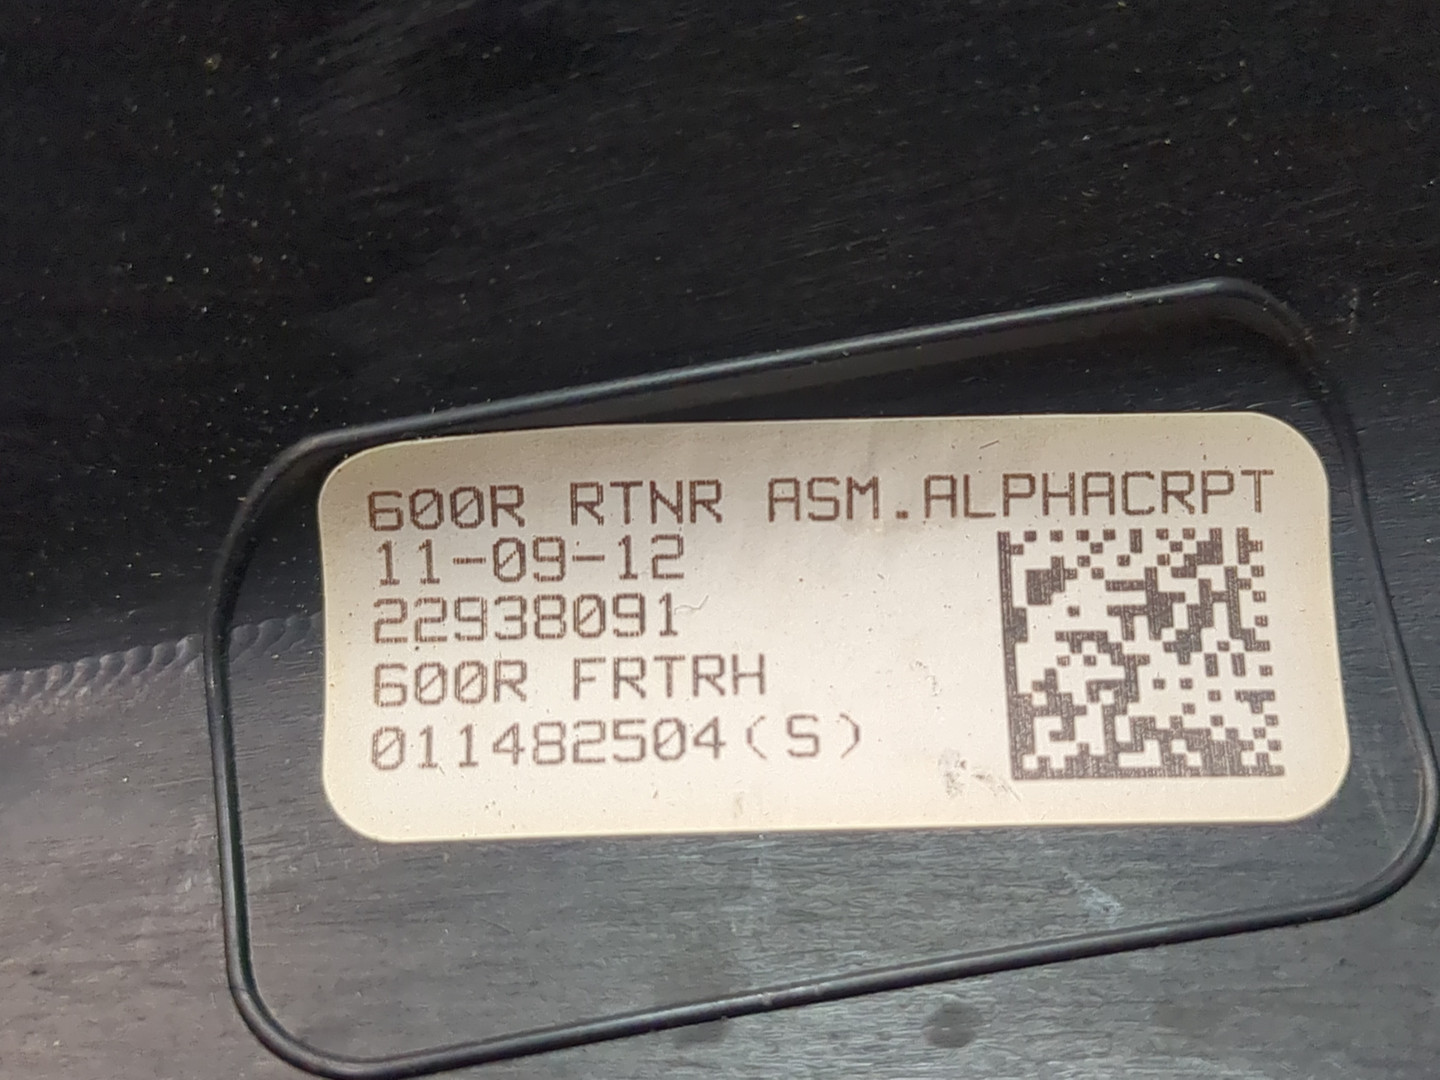 600R RTNR ASM.ALPHACRPT
11-09-12
22938091
600R FRTRH
011482504(S)